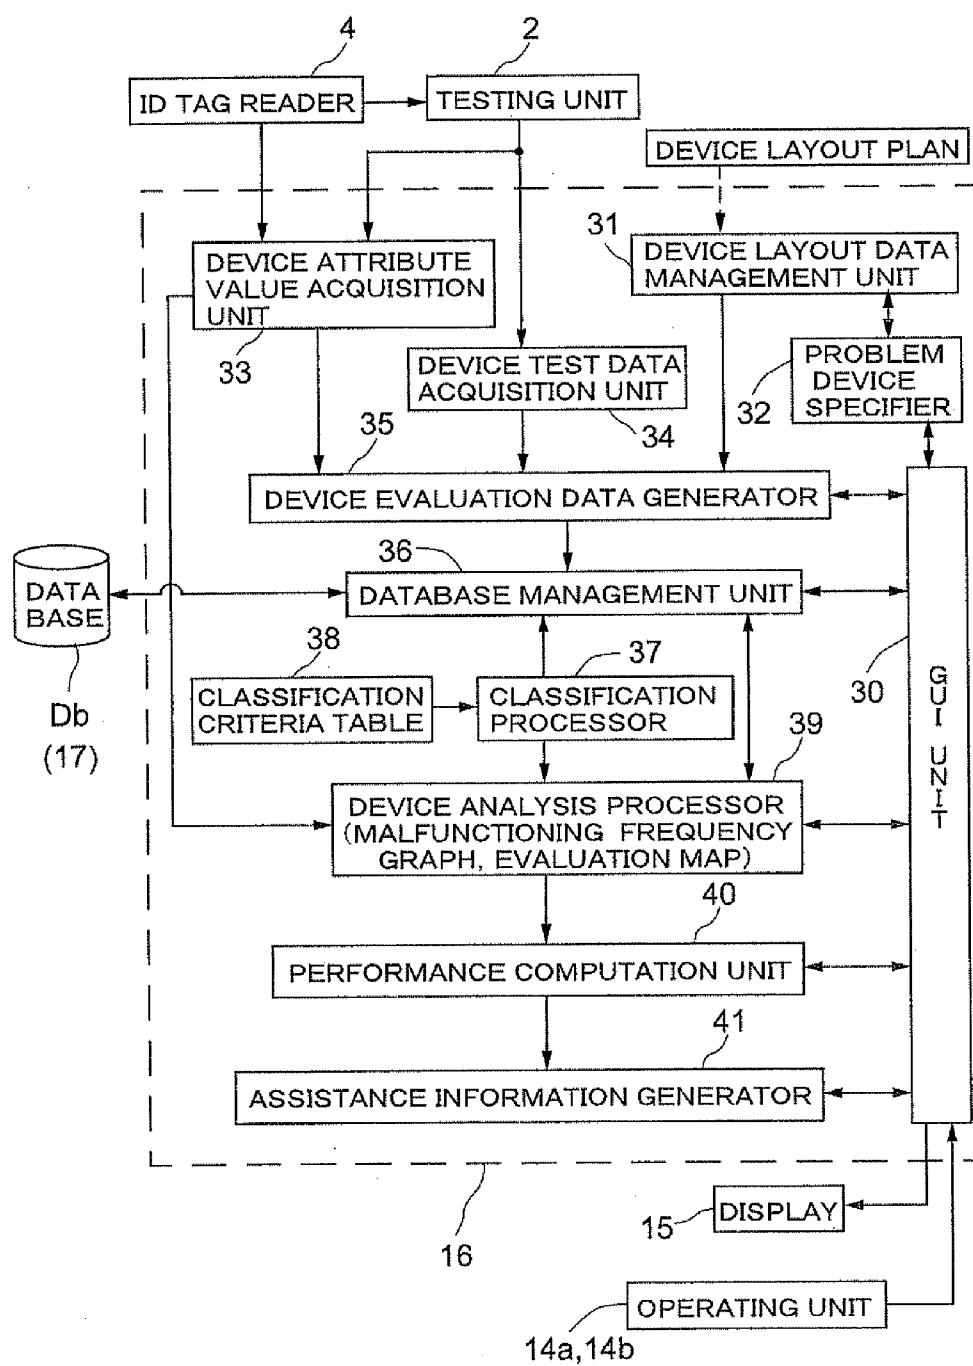 4
2
ID TAG READER
TESTING UNIT
DEVICE LAYOUT PLAN
31
DEVICE LAYOUT DATA
MANAGEMENT UNIT
DEVICE ATTRIBUTE
VALUE ACQUISITION
UNIT
33
DEVICE TEST DATA
ACQUISITION UNIT
34
PROBLEM
DEVICE
SPECIFIER
32
35
DEVICE EVALUATION DATA GENERATOR
36
DATABASE MANAGEMENT UNIT
DATA
BASE
Db
(17)
38
CLASSIFICATION
CRITERIA TABLE
37
CLASSIFICATION
PROCESSOR
30
GUI UNIT
39
DEVICE ANALYSIS PROCESSOR
(MALFUNCTIONING FREQUENCY
GRAPH, EVALUATION MAP)
40
PERFORMANCE COMPUTATION UNIT
41
ASSISTANCE INFORMATION GENERATOR
16
15
DISPLAY
OPERATING UNIT
14a,14b